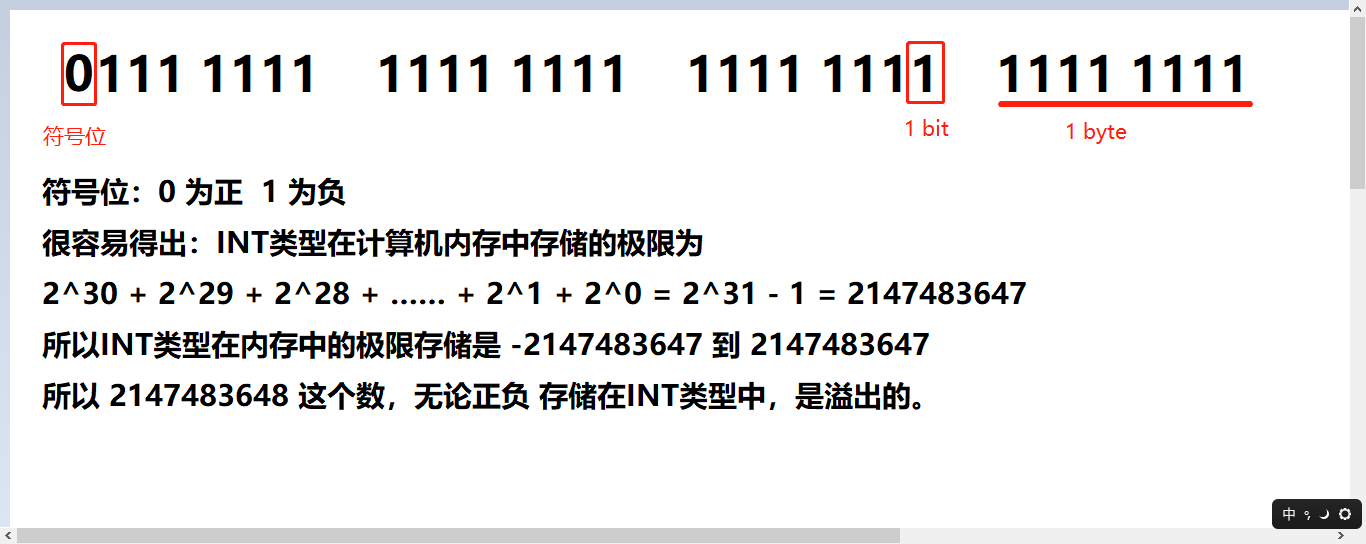 0111 1111 1111 1111 1111 1111 1111 1111
符号位 1 bit 1 byte
符号位：0 为正 1 为负
很容易得出：INT类型在计算机内存中存储的极限为
2^30 + 2^29 + 2^28 + ...... + 2^1 + 2^0 = 2^31 - 1 = 2147483647
所以INT类型在内存中的极限存储是 -2147483647 到 2147483647
所以 2147483648 这个数，无论正负 存储在INT类型中，是溢出的。
中